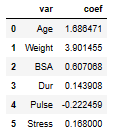 var coef
0 Age 1.686471
1 Weight 3.901455
2 BSA 0.607068
3 Dur 0.143908
4 Pulse -0.222459
5 Stress 0.168000